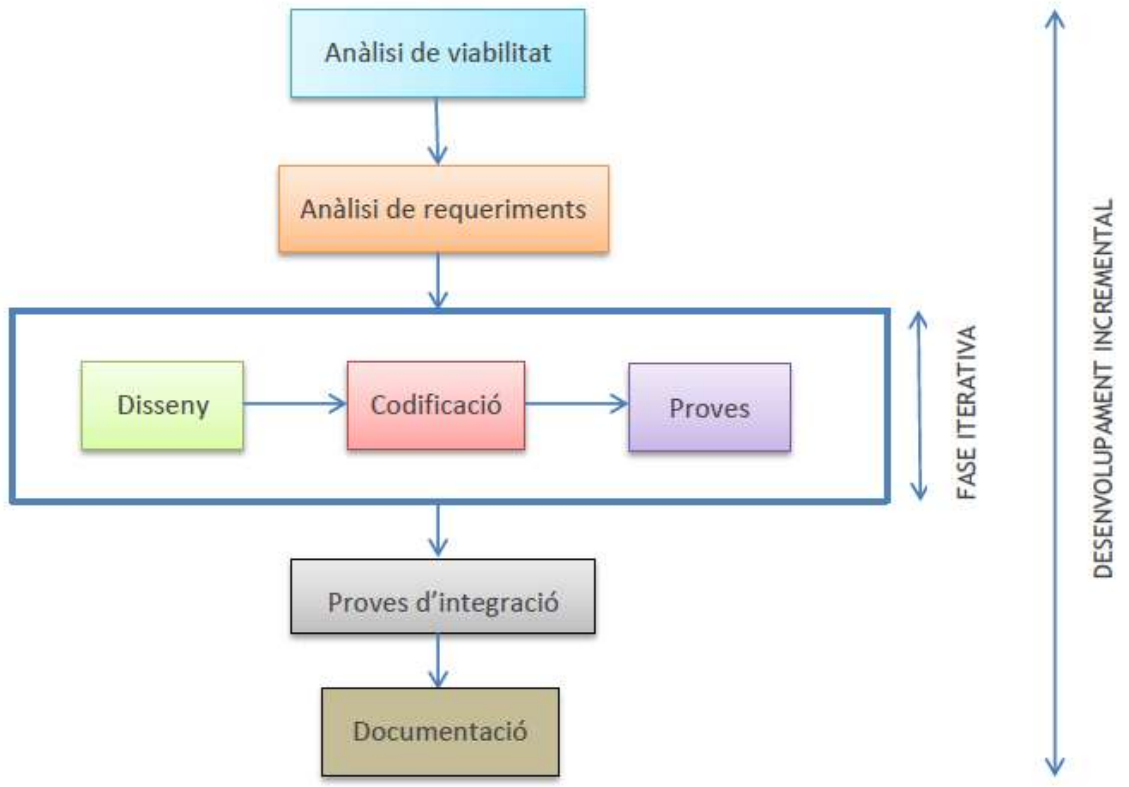 Anàlisi de viabilitat
Anàlisi de requeriments
Disseny
Codificació
Proves
FASE ITERATIVA
DESENVOLUPAMENT INCREMENTAL
Proves d’integració
Documentació